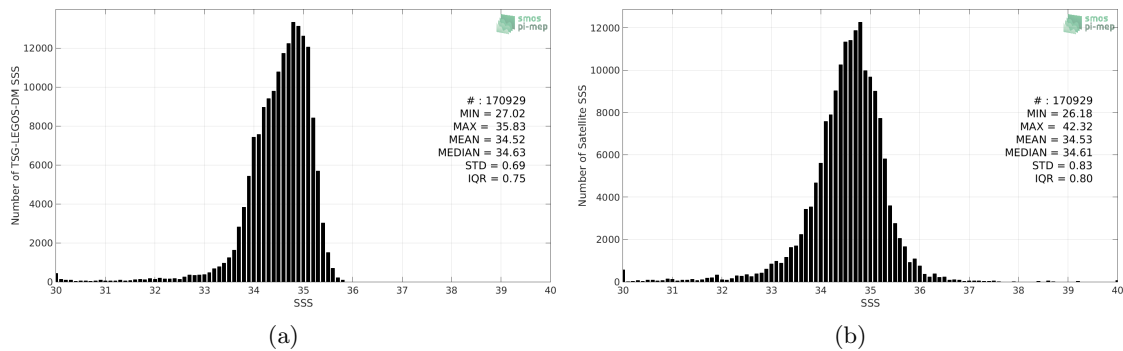 smos
pi-mep
14000
12000
10000
8000
6000
4000
2000
0
Number of TSG-LEGOS-DM SSS
# : 170929
MIN = 27.02
MAX = 35.83
MEAN = 34.52
MEDIAN = 34.63
STD = 0.69
IQR = 0.75
30 31 32 33 34 35 36 37 38 39 40
SSS
(a)
smos
pi-mep
12000
10000
8000
6000
4000
2000
0
Number of Satellite SSS
# : 170929
MIN = 26.18
MAX = 42.32
MEAN = 34.53
MEDIAN = 34.61
STD = 0.83
IQR = 0.80
30 31 32 33 34 35 36 37 38 39 40
SSS
(b)